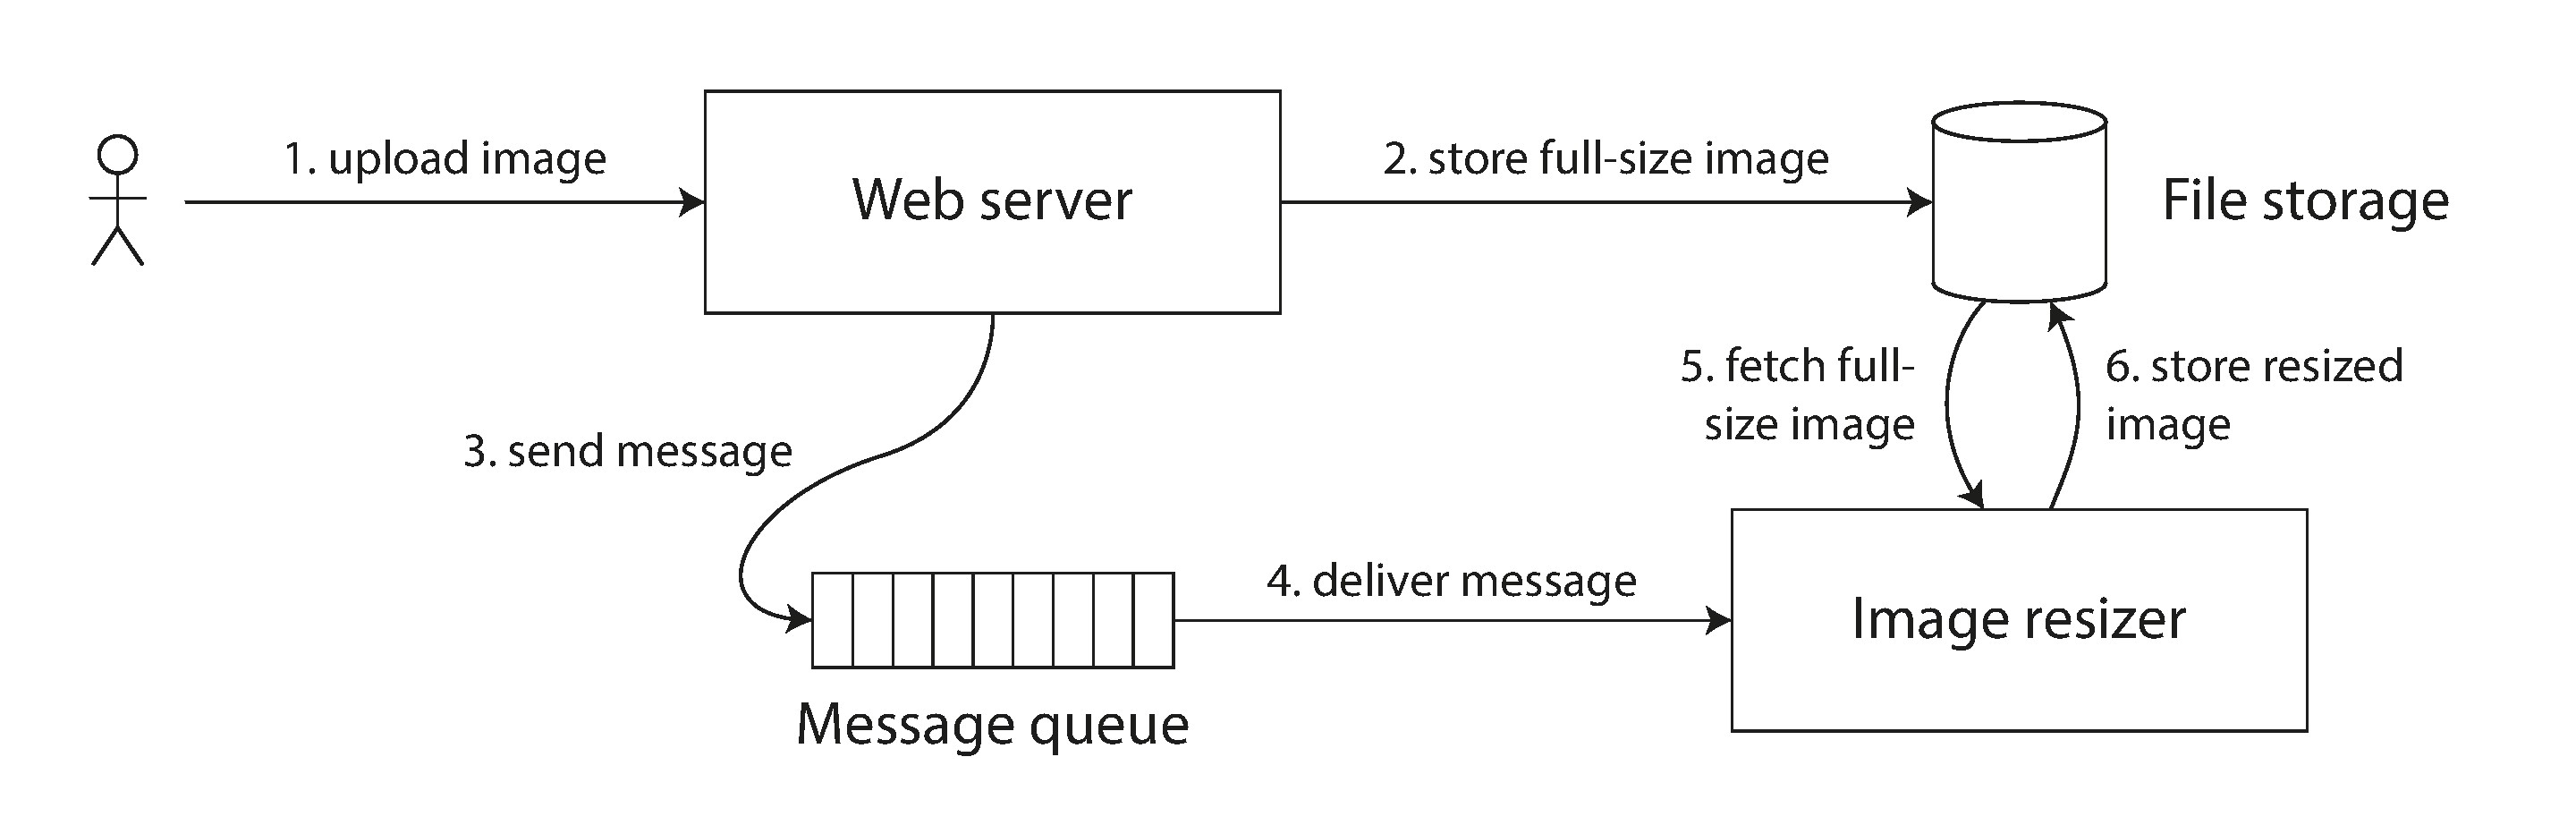 1. upload image
Web server
2. store full-size image
File storage
3. send message
5. fetch full-
size image
6. store resized
image
4. deliver message
Image resizer
Message queue